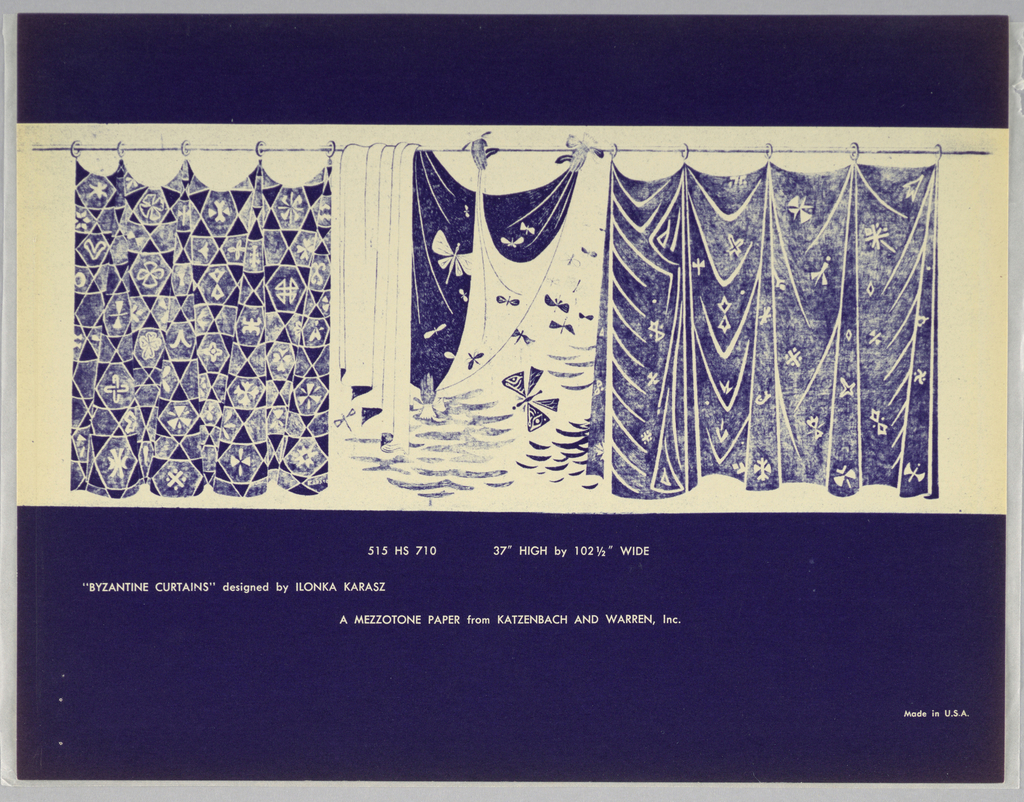 515 HS 710 37" HIGH by 102½" WIDE
"BYZANTINE CURTAINS" designed by ILONKA KARASZ
A MEZZOTONE PAPER from KATZENBACH AND WARREN, Inc.
Made in U.S.A.